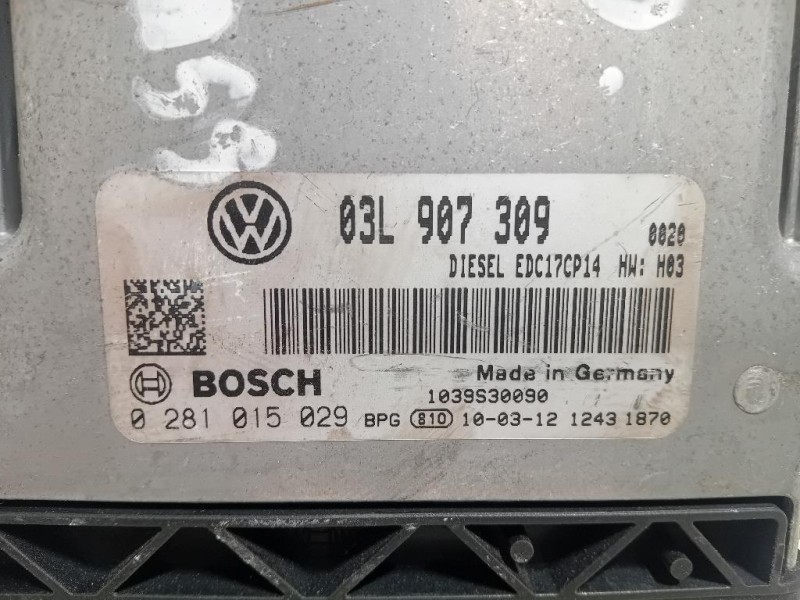 03L 907 309 0020
DIESEL EDC17CP14 HW: H03
Made in Germany
BOSCH
1039S30090
0 281 015 029 BPG 810 10-03-12 1243 1870